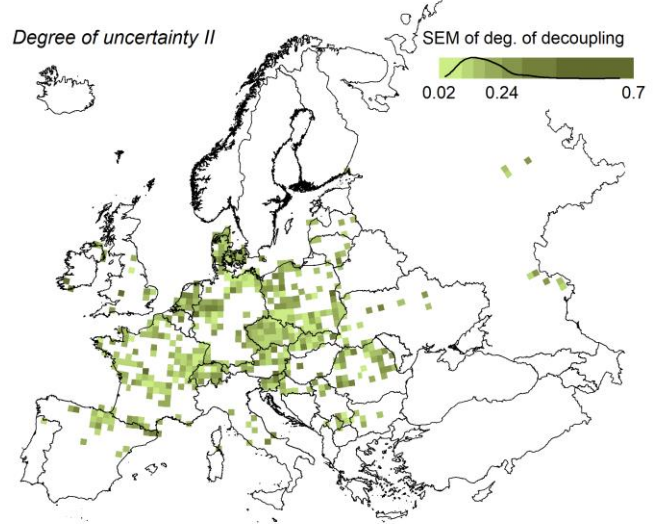 Degree of uncertainty II
SEM of deg. of decoupling
0.02 0.24 0.7